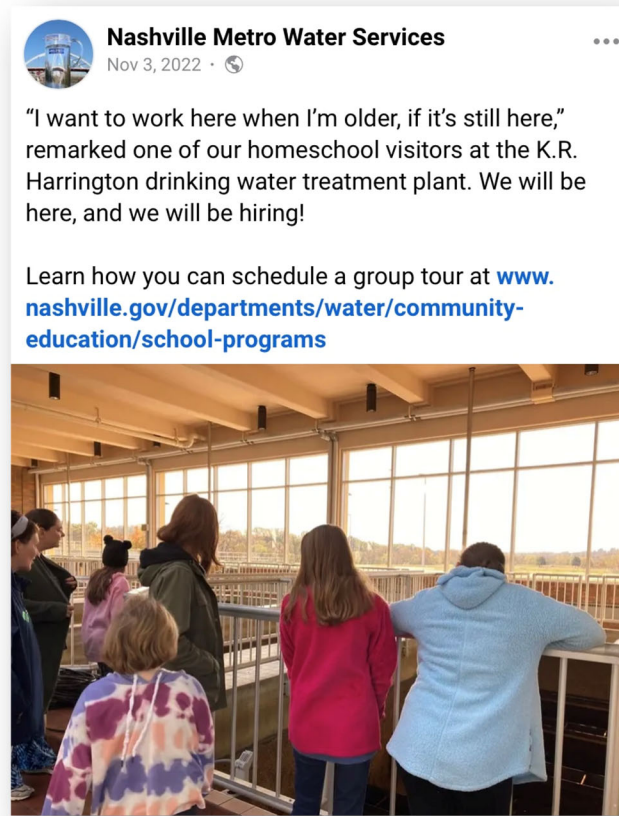 Nashville Metro Water Services
Nov 3, 2022 ·
“I want to work here when I’m older, if it’s still here,”
remarked one of our homeschool visitors at the K.R.
Harrington drinking water treatment plant. We will be
here, and we will be hiring!
Learn how you can schedule a group tour at www.
nashville.gov/departments/water/community-
education/school-programs